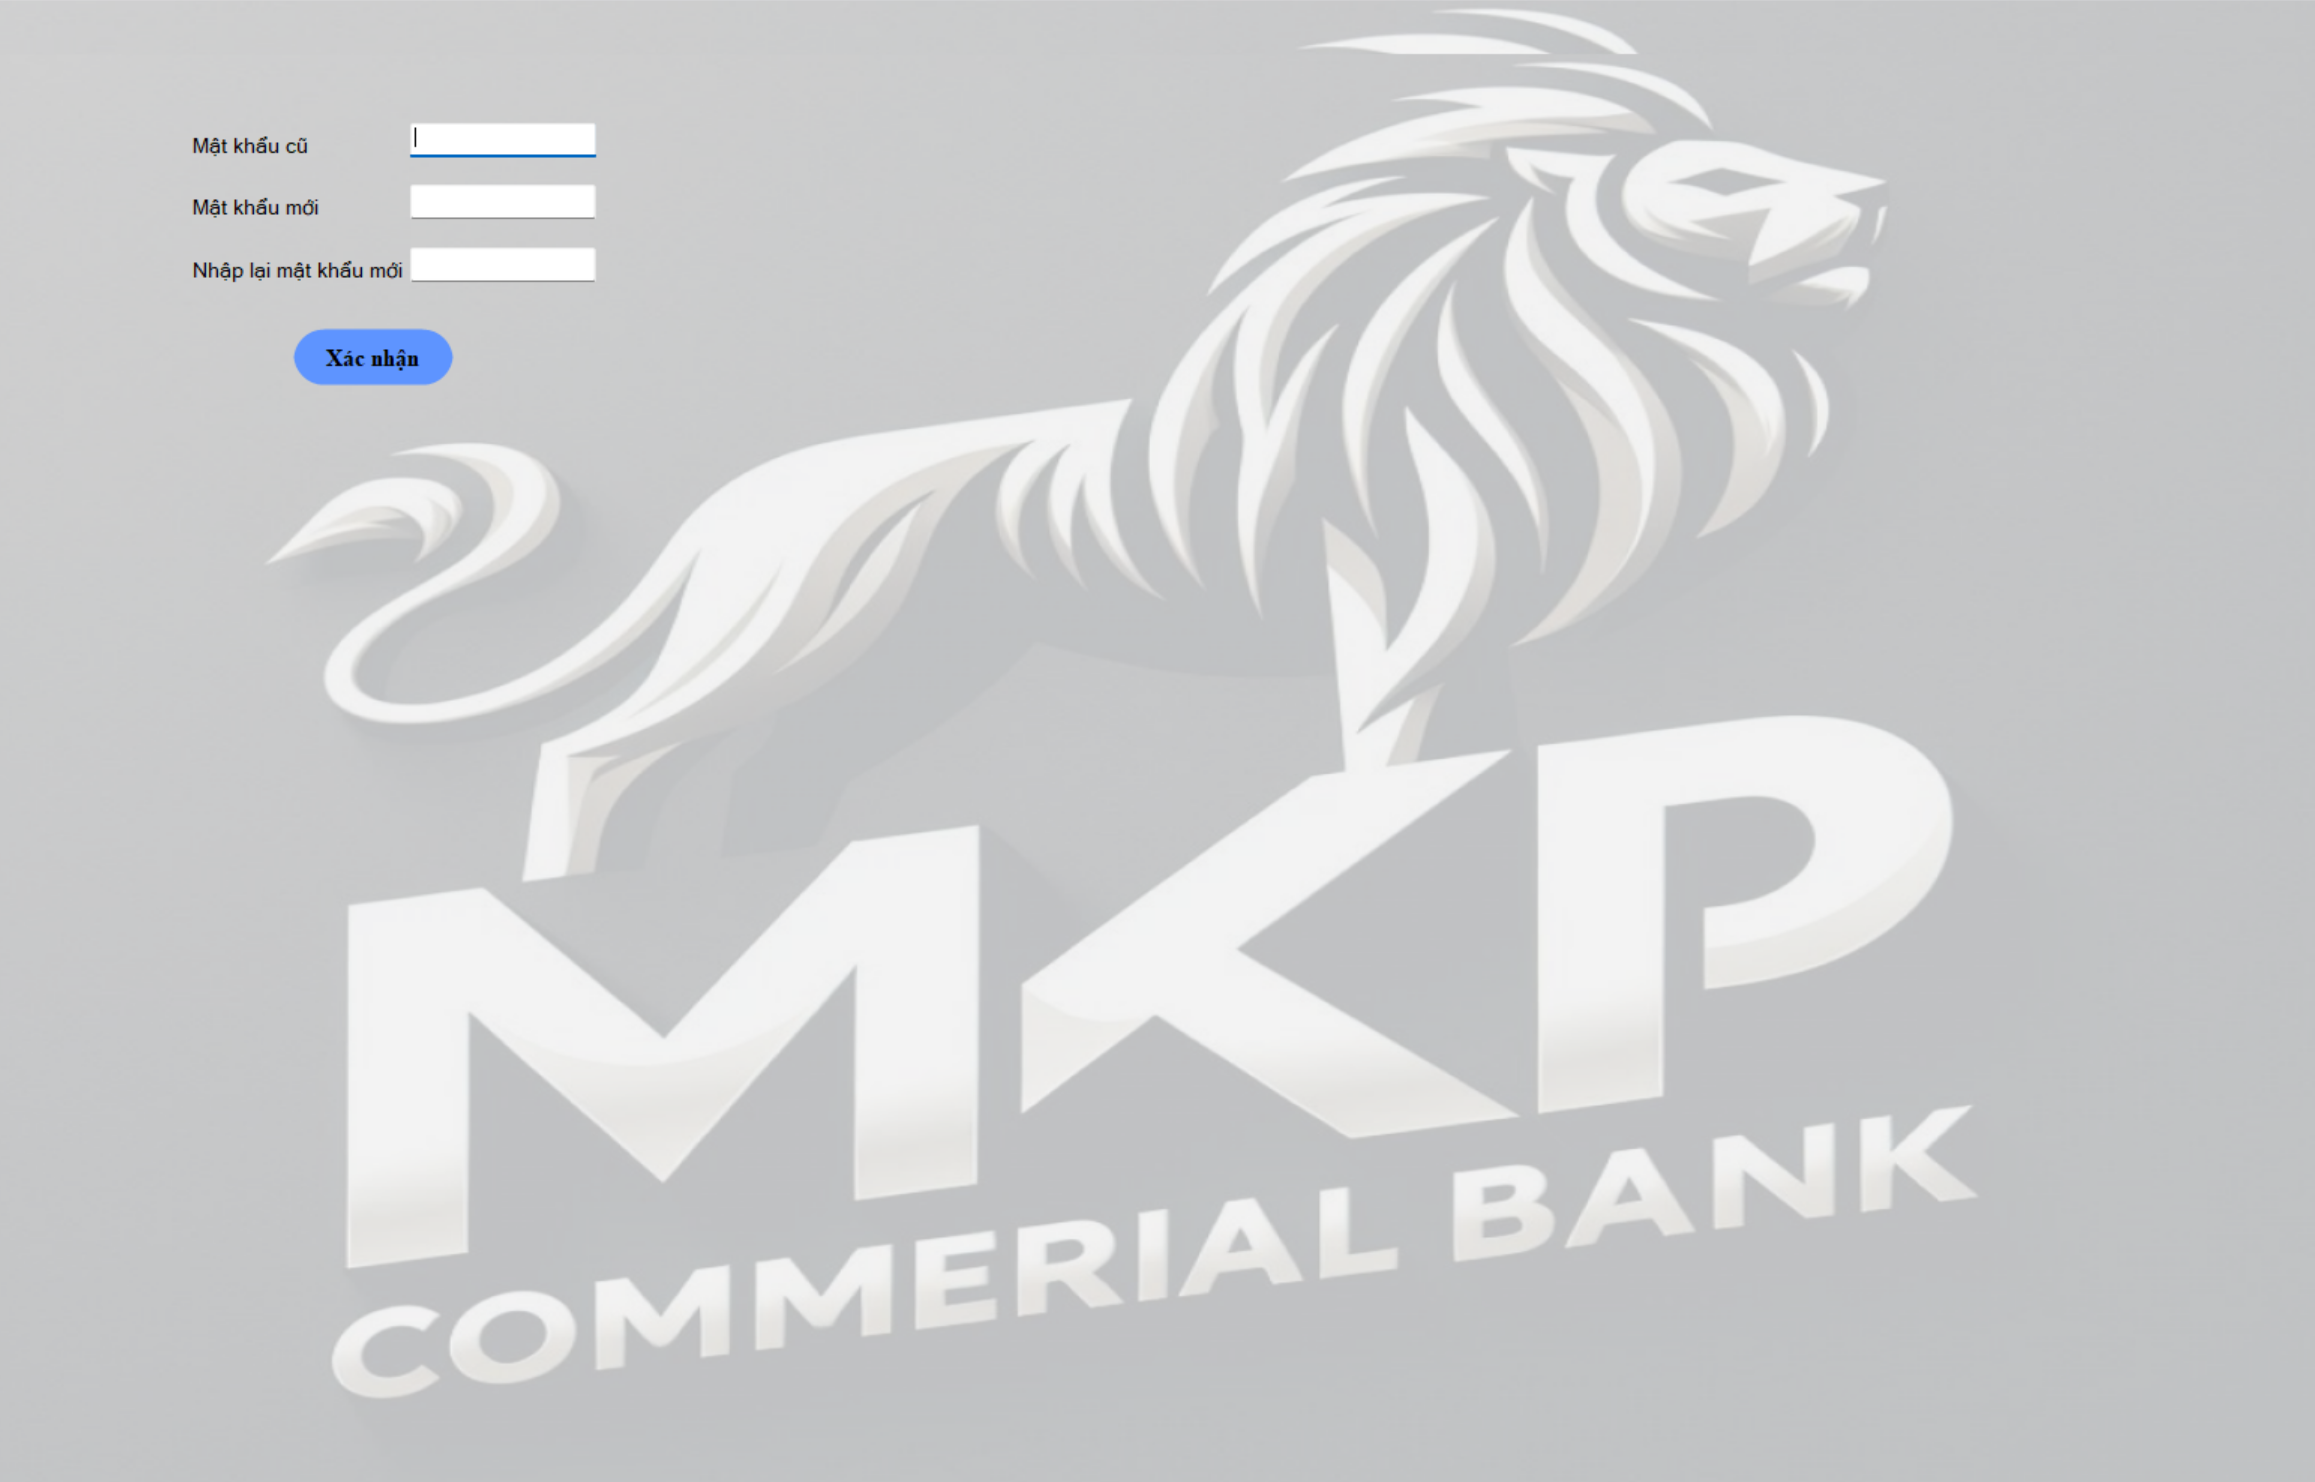 Mật khẩu cũ
Mật khẩu mới
Nhập lại mật khẩu mới
Xác nhận
MKP
COMMERIAL BANK